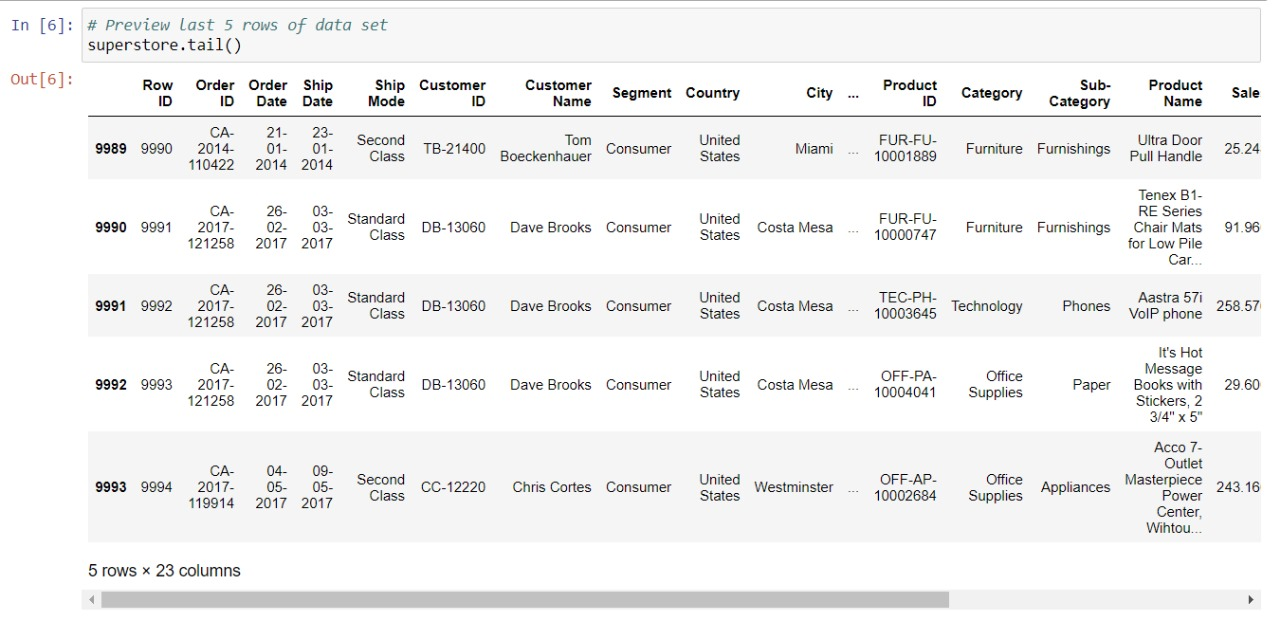 In [6]: # Preview last 5 rows of data set
superstore.tail()
Out[6]:
Row ID Order ID Order Date Ship Date Ship Mode Customer ID Customer Name Segment Country City ... Product ID Category Sub-Category Product Name Sale
9989 9990 CA-2014-110422 21-01-2014 23-01-2014 Second Class TB-21400 Tom Boeckenhauer Consumer United States Miami ... FUR-FU-10001889 Furniture Furnishings Ultra Door Pull Handle 25.24
9990 9991 CA-2017-121258 26-02-2017 03-03-2017 Standard Class DB-13060 Dave Brooks Consumer United States Costa Mesa ... FUR-FU-10000747 Furniture Furnishings Tenex B1-RE Series Chair Mats for Low Pile Car... 91.96
9991 9992 CA-2017-121258 26-02-2017 03-03-2017 Standard Class DB-13060 Dave Brooks Consumer United States Costa Mesa ... TEC-PH-10003645 Technology Phones Aastra 57i VoIP phone 258.57
9992 9993 CA-2017-121258 26-02-2017 03-03-2017 Standard Class DB-13060 Dave Brooks Consumer United States Costa Mesa ... OFF-PA-10004041 Office Supplies Paper It's Hot Message Books with Stickers, 2 3/4" x 5" 29.60
9993 9994 CA-2017-119914 04-05-2017 09-05-2017 Second Class CC-12220 Chris Cortes Consumer United States Westminster ... OFF-AP-10002684 Office Supplies Appliances Acco 7-Outlet Masterpiece Power Center, Wihtou... 243.16
5 rows × 23 columns